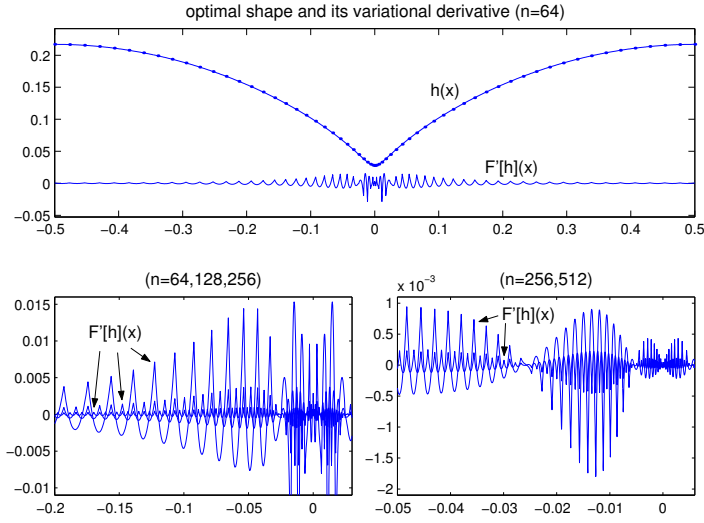 optimal shape and its variational derivative (n=64)
0.2
0.15
0.1
0.05
0
−0.05
h(x)
F'[h](x)
−0.5 −0.4 −0.3 −0.2 −0.1 0 0.1 0.2 0.3 0.4 0.5
(n=64,128,256)
0.015
0.01
0.005
0
−0.005
−0.01
F'[h](x)
−0.2 −0.15 −0.1 −0.05 0
(n=256,512)
x 10−3
1
0.5
0
−0.5
−1
−1.5
−2
F'[h](x)
F'[h](x)
−0.05 −0.04 −0.03 −0.02 −0.01 0